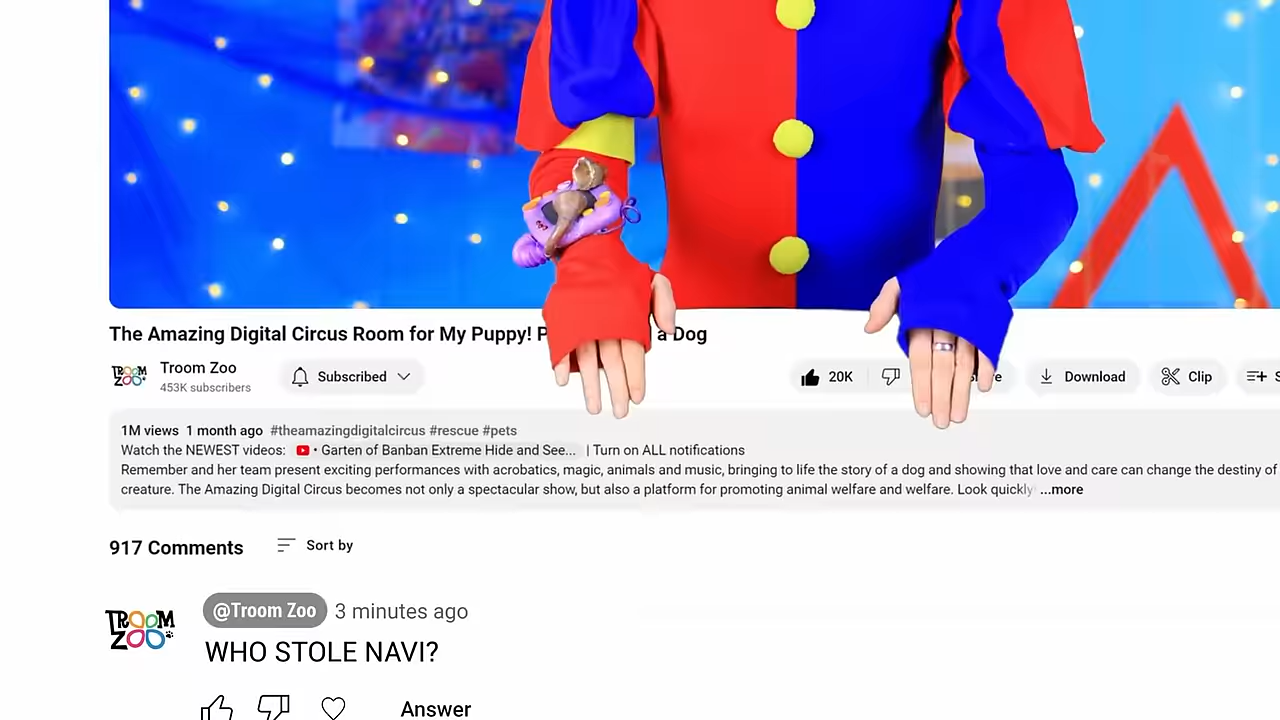 The Amazing Digital Circus Room for My Puppy! P a Dog
TROOM ZOO
Troom Zoo
453K subscribers
Subscribed
20K
Download
Clip
1M views 1 month ago #theamazingdigitalcircus #rescue #pets
Watch the NEWEST videos: • Garten of Banban Extreme Hide and See... | Turn on ALL notifications
Remember and her team present exciting performances with acrobatics, magic, animals and music, bringing to life the story of a dog and showing that love and care can change the destiny of
creature. The Amazing Digital Circus becomes not only a spectacular show, but also a platform for promoting animal welfare and welfare. Look quickly ...more
917 Comments
Sort by
TROOM ZOO
@Troom Zoo 3 minutes ago
WHO STOLE NAVI?
Answer